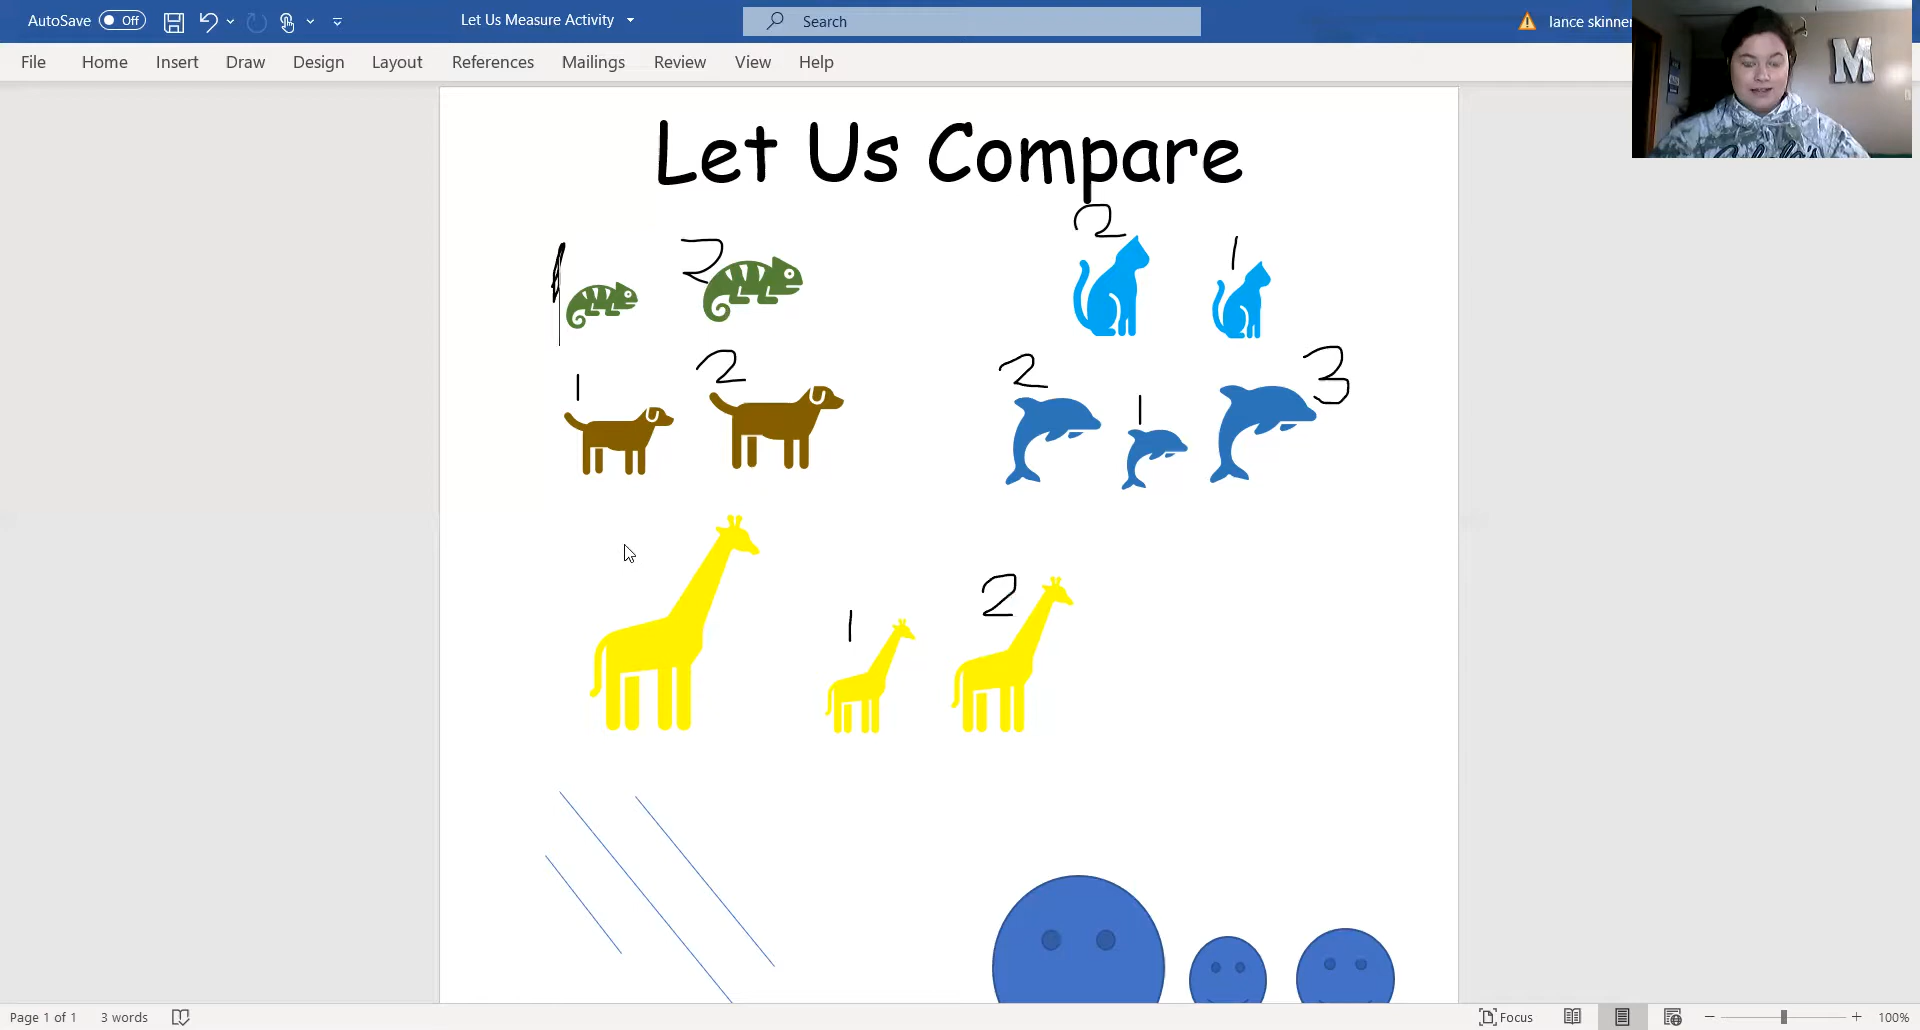 AutoSave Off Let Us Measure Activity Search lance skinner
File Home Insert Draw Design Layout References Mailings Review View Help
M
Let Us Compare
1 2 2 1
1 2 2 1 3
1 2
Page 1 of 1 3 words Focus 100%